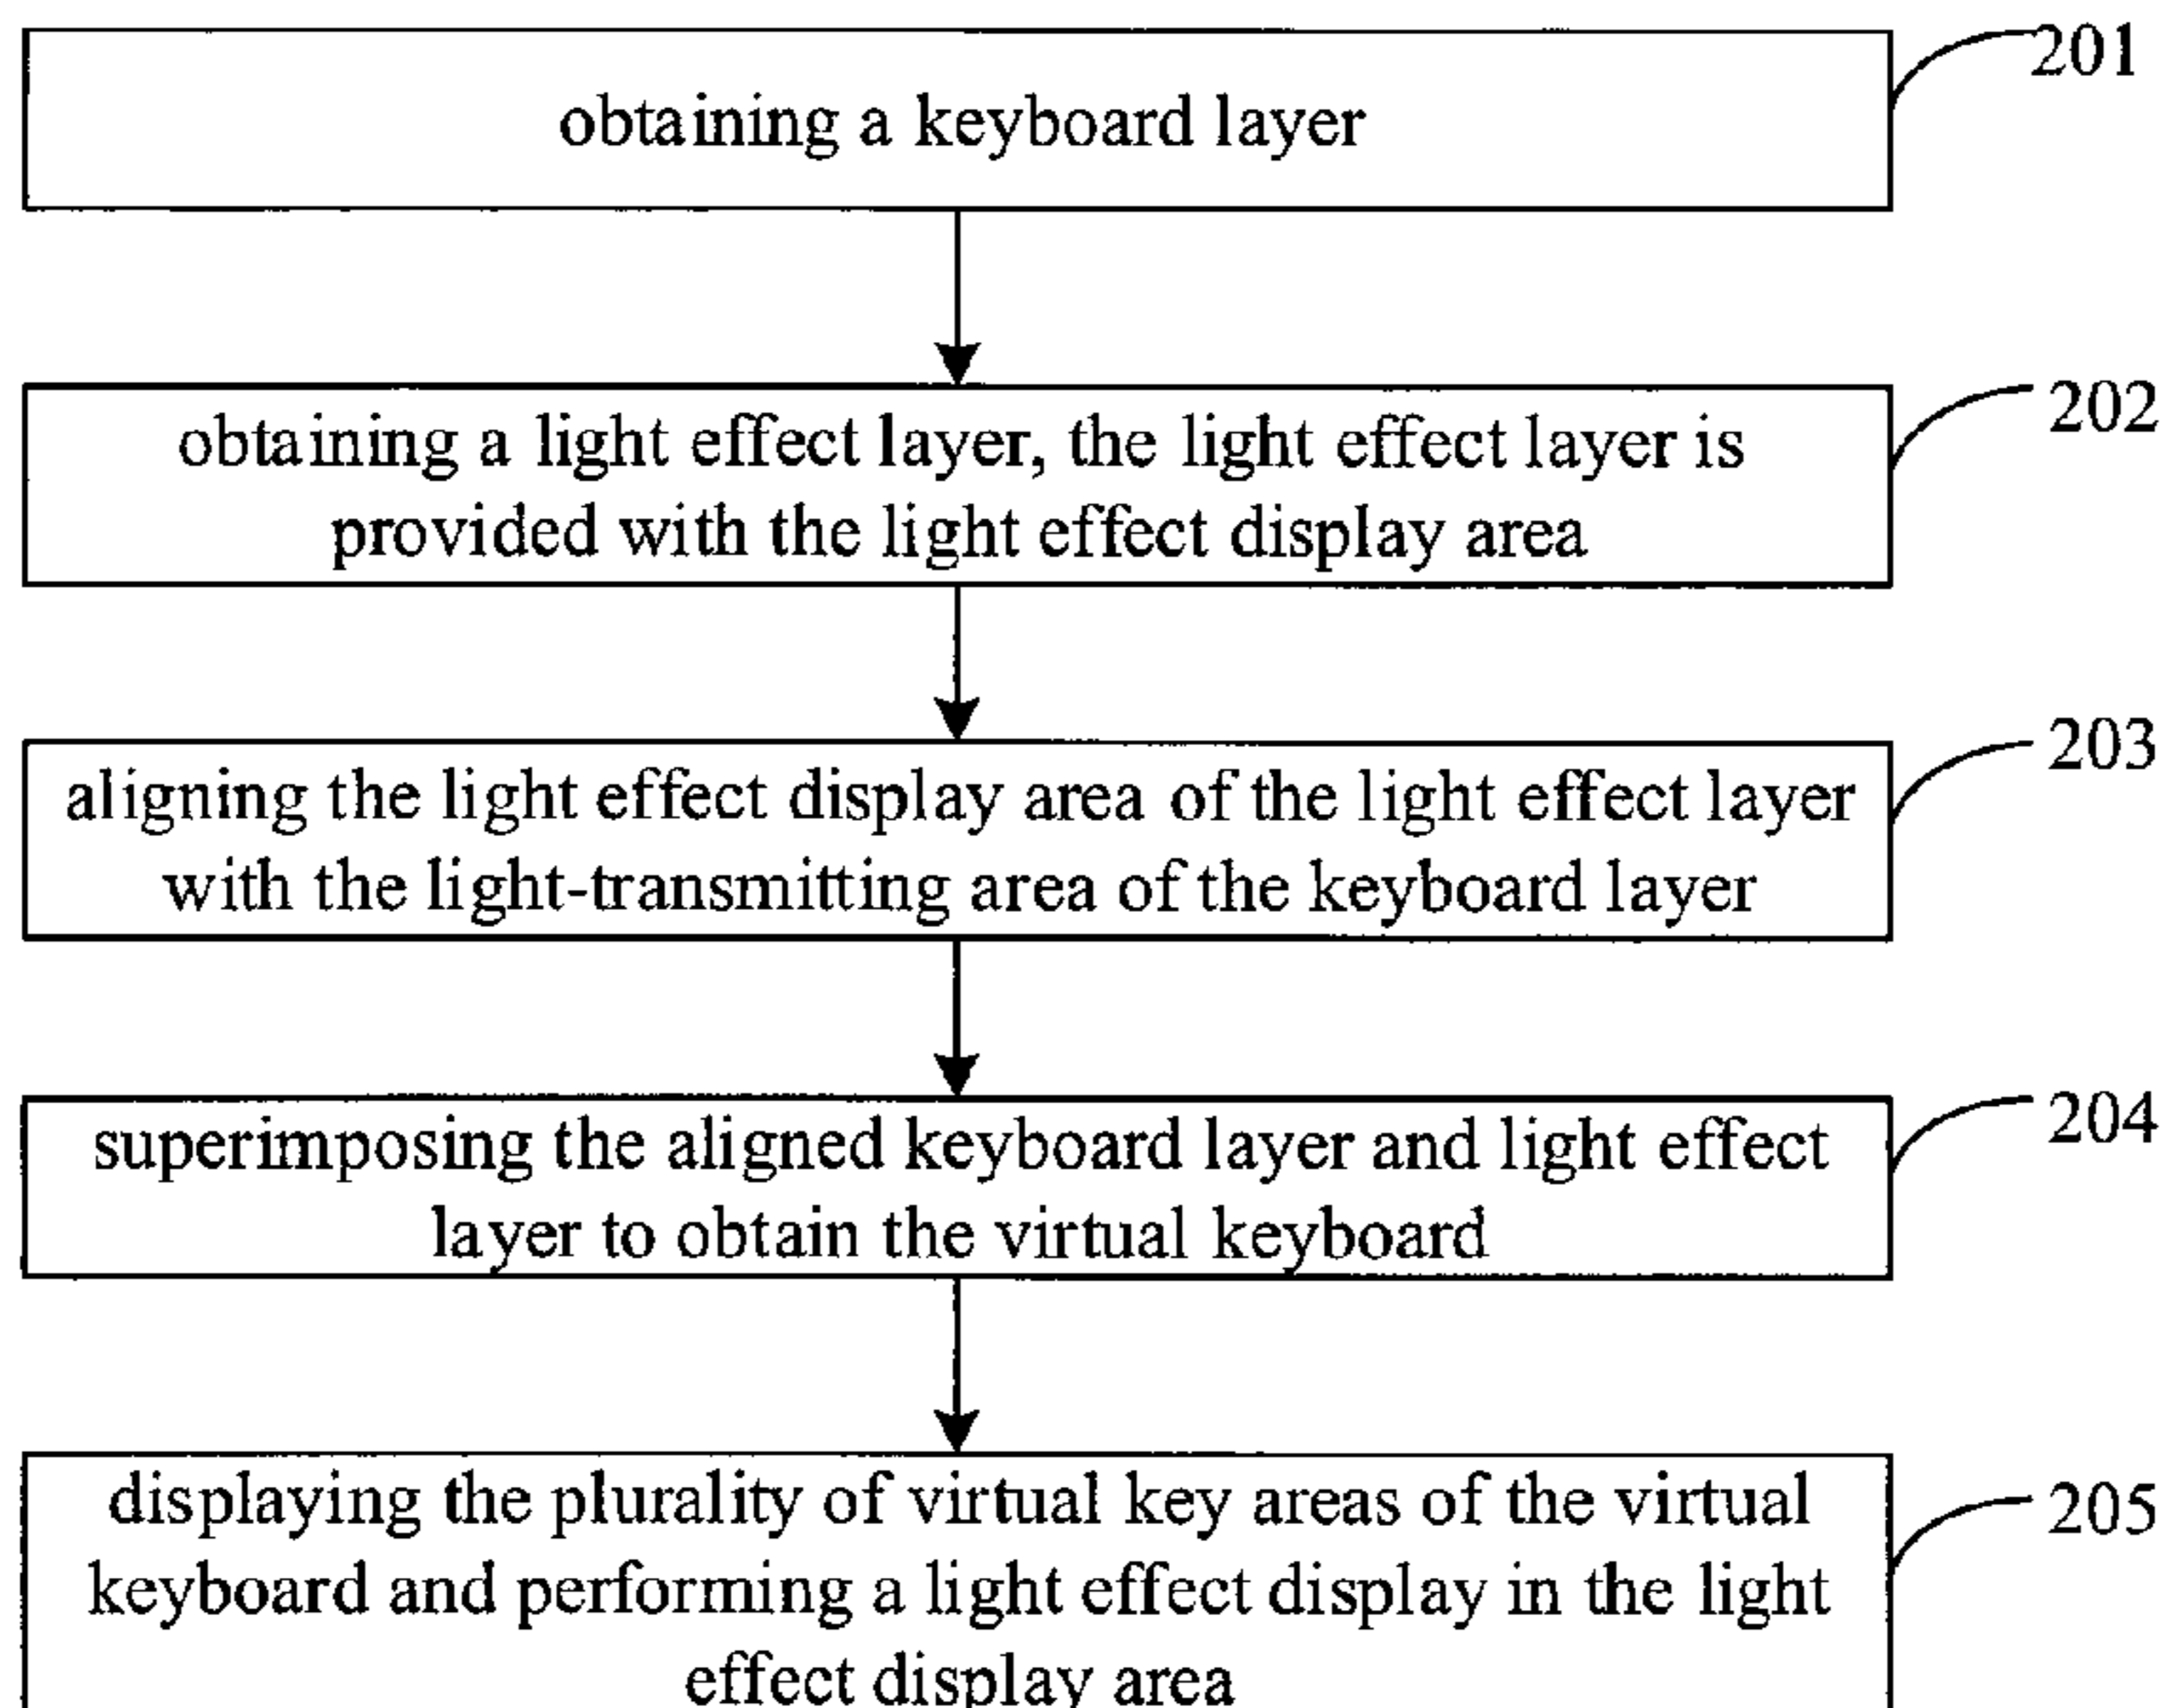 201
obtaining a keyboard layer
202
obtaining a light effect layer, the light effect layer is
provided with the light effect display area
203
aligning the light effect display area of the light effect layer
with the light-transmitting area of the keyboard layer
204
superimposing the aligned keyboard layer and light effect
layer to obtain the virtual keyboard
205
displaying the plurality of virtual key areas of the virtual
keyboard and performing a light effect display in the light
effect display area